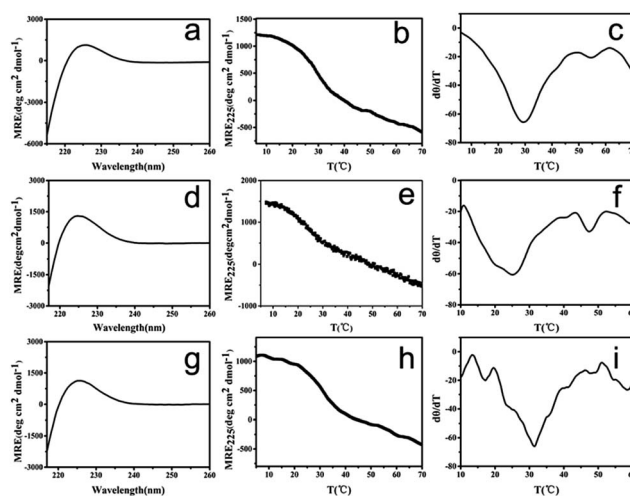 a
MRE(deg cm² dmol⁻¹)
3000
0
-3000
-6000
220 230 240 250 260
Wavelength(nm)
b
MRE225(deg cm² dmol⁻¹)
1500
1000
500
0
-500
10 20 30 40 50 60 70
T(℃)
c
dθ/dT
0
-20
-40
-60
-80
10 20 30 40 50 60 70
T(℃)
d
MRE(degcm²dmol⁻¹)
3000
1500
0
-1500
-3000
220 230 240 250 260
Wavelength(nm)
e
MRE225(degcm²dmol⁻¹)
2000
1000
0
-1000
10 20 30 40 50 60 70
T(℃)
f
dθ/dT
0
-20
-40
-60
-80
10 20 30 40 50 60 70
T(℃)
g
MRE(deg cm² dmol⁻¹)
3000
1500
0
-1500
-3000
220 230 240 250 260
Wavelength(nm)
h
MRE225(deg cm² dmol⁻¹)
1000
500
0
-500
10 20 30 40 50 60 70
T(℃)
i
dθ/dT
0
-20
-40
-60
-80
10 20 30 40 50 60 70
T(℃)